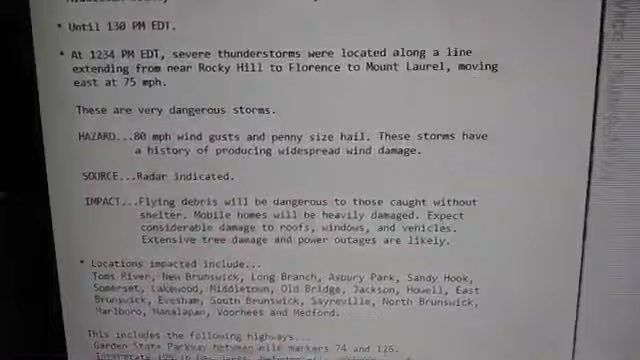 * Until 130 PM EDT.
* At 1234 PM EDT, severe thunderstorms were located along a line
extending from near Rocky Hill to Florence to Mount Laurel, moving
east at 75 mph.
These are very dangerous storms.
HAZARD...80 mph wind gusts and penny size hail. These storms have
a history of producing widespread wind damage.
SOURCE...Radar indicated.
IMPACT...Flying debris will be dangerous to those caught without
shelter. Mobile homes will be heavily damaged. Expect
considerable damage to roofs, windows, and vehicles.
Extensive tree damage and power outages are likely.
* Locations impacted include...
Toms River, New Brunswick, Long Branch, Asbury Park, Sandy Hook,
Somerset, Lakewood, Middletown, Old Bridge, Jackson, Howell, East
Brunswick, Evesham, South Brunswick, Sayreville, North Brunswick,
Marlboro, Manalapan, Voorhees and Medford.
This includes the following highways...
Garden State Parkway between mile markers 74 and 126.